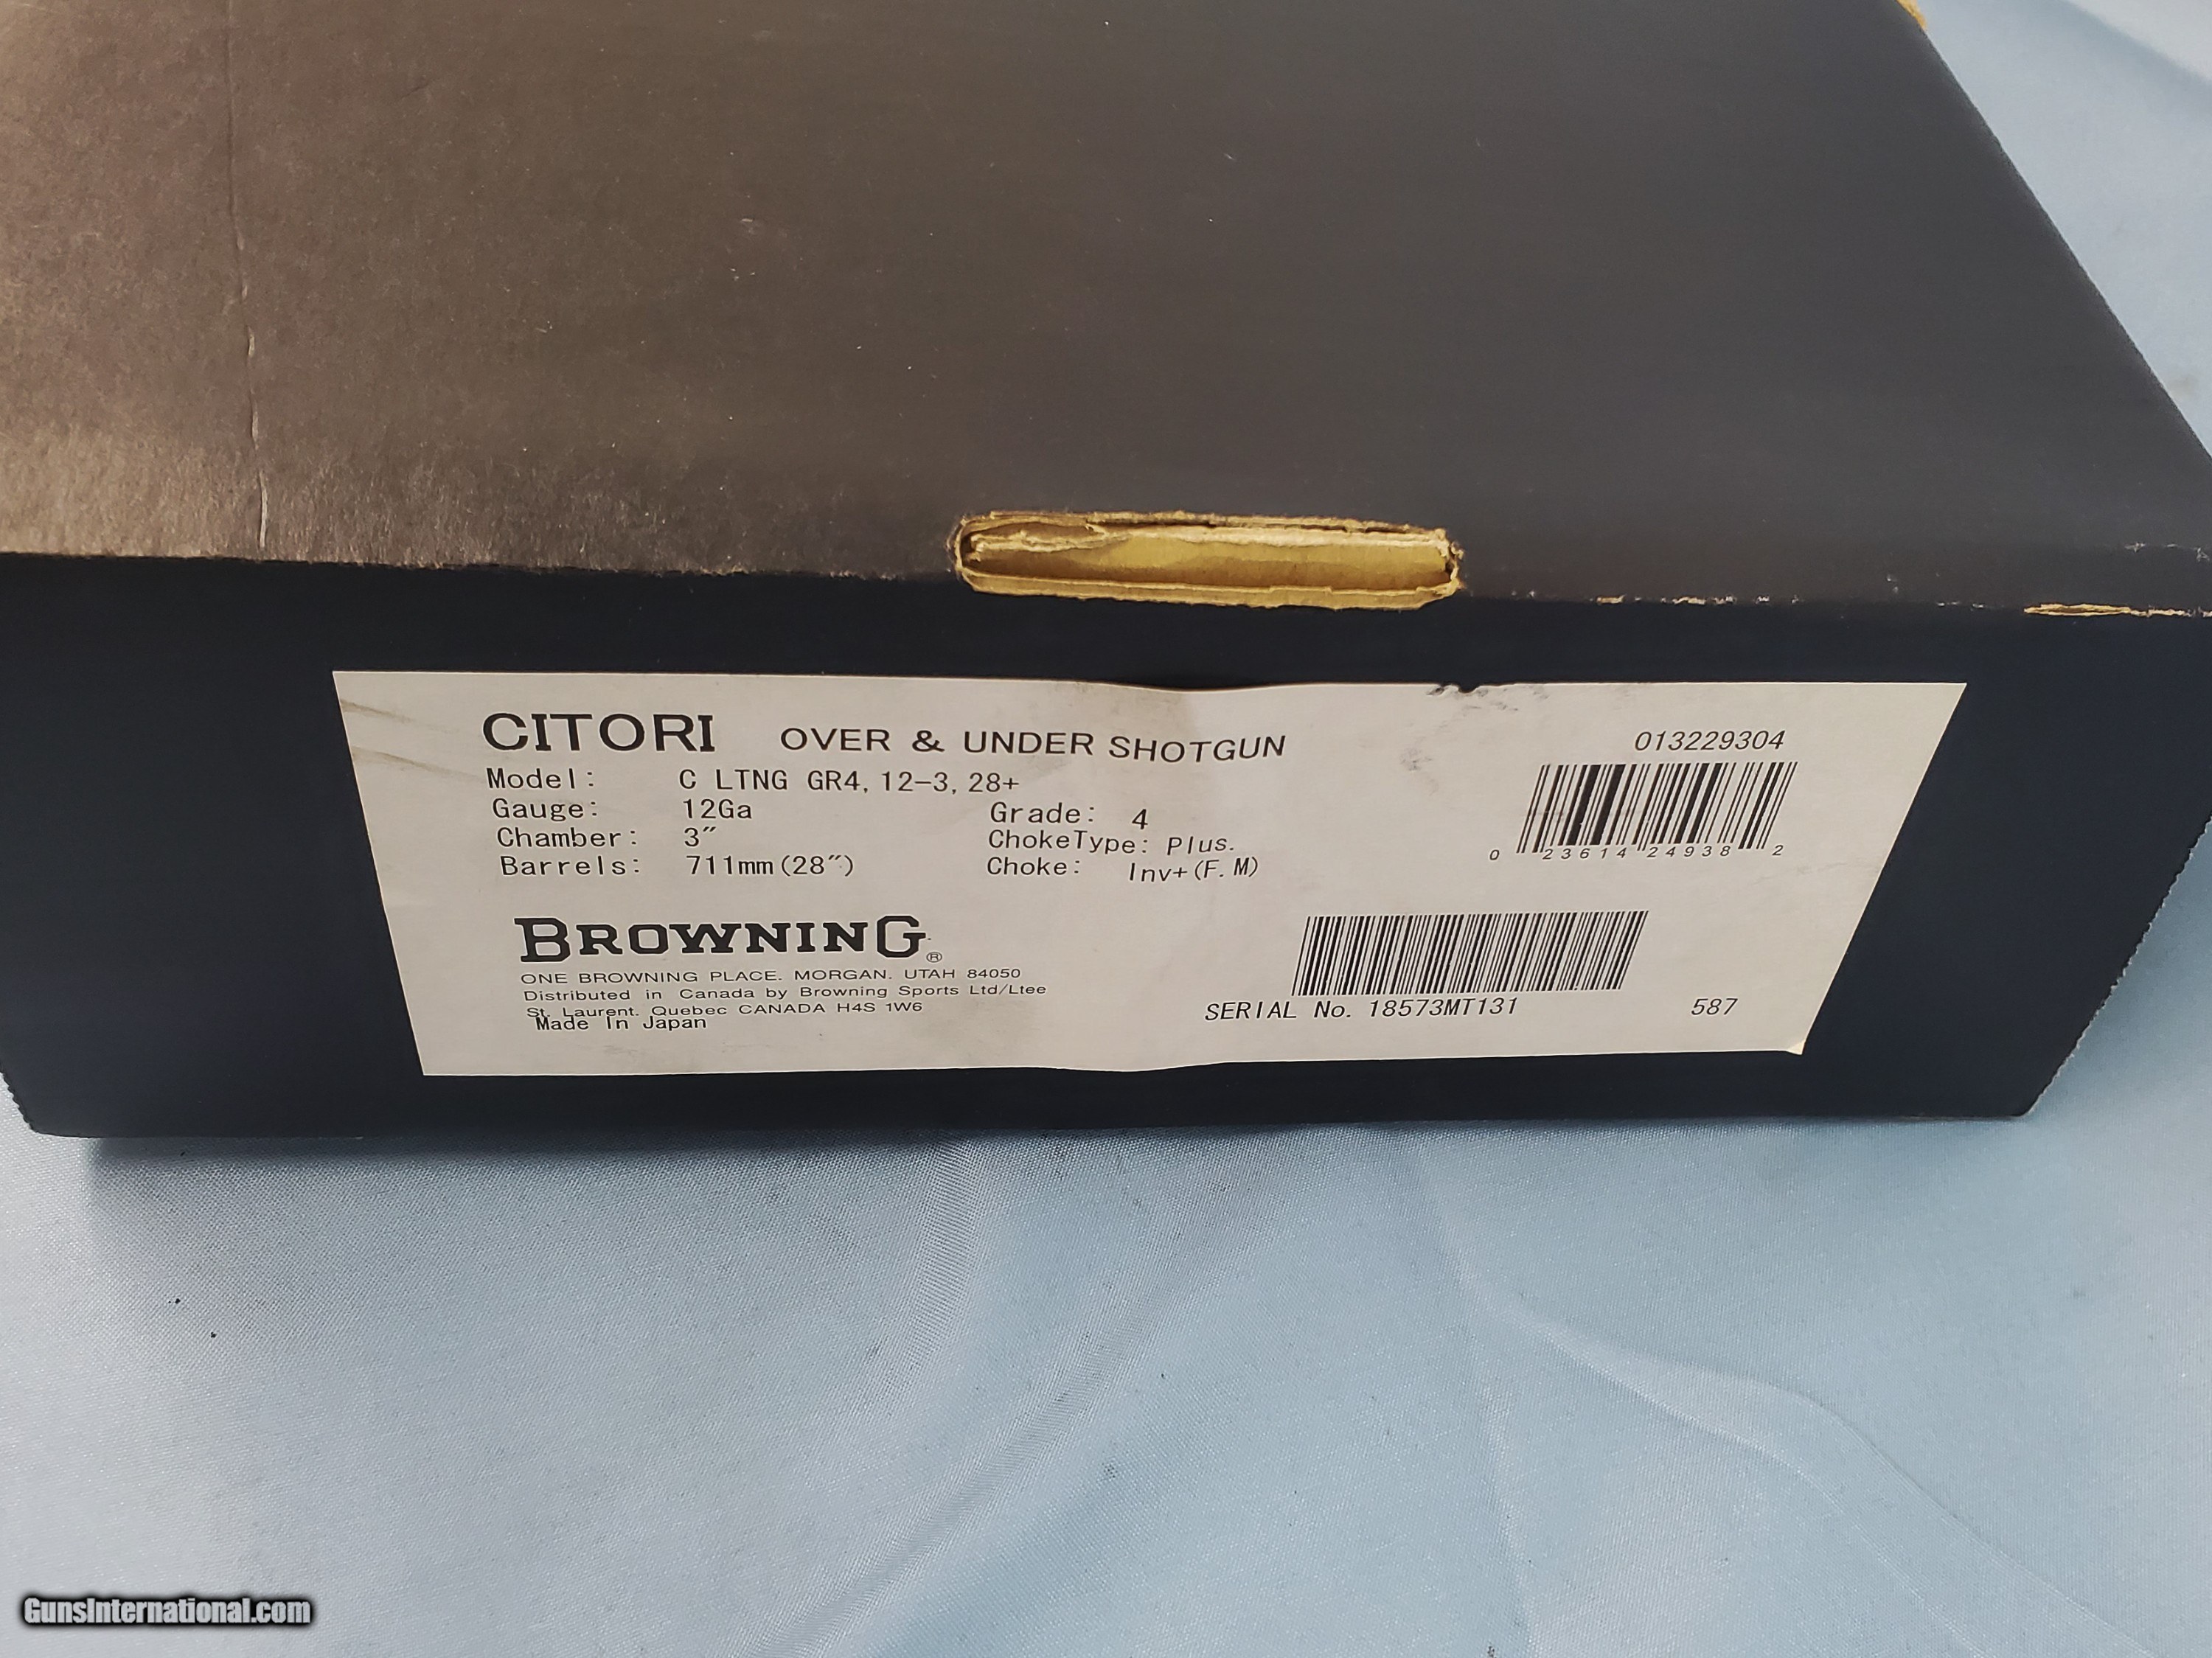 CITORI OVER & UNDER SHOTGUN
013229304
Model: C LTNG GR4, 12-3, 28+
Gauge: 12Ga Grade: 4
Chamber: 3" ChokeType: Plus.
Barrels: 711mm(28") Choke: Inv+(F.M)
0 23614 24938 2
BROWNING®
ONE BROWNING PLACE. MORGAN. UTAH 84050
Distributed in Canada by Browning Sports Ltd/Ltee
St. Laurent. Quebec CANADA H4S 1W6
Made In Japan
SERIAL No. 18573MT131 587
GunsInternational.com